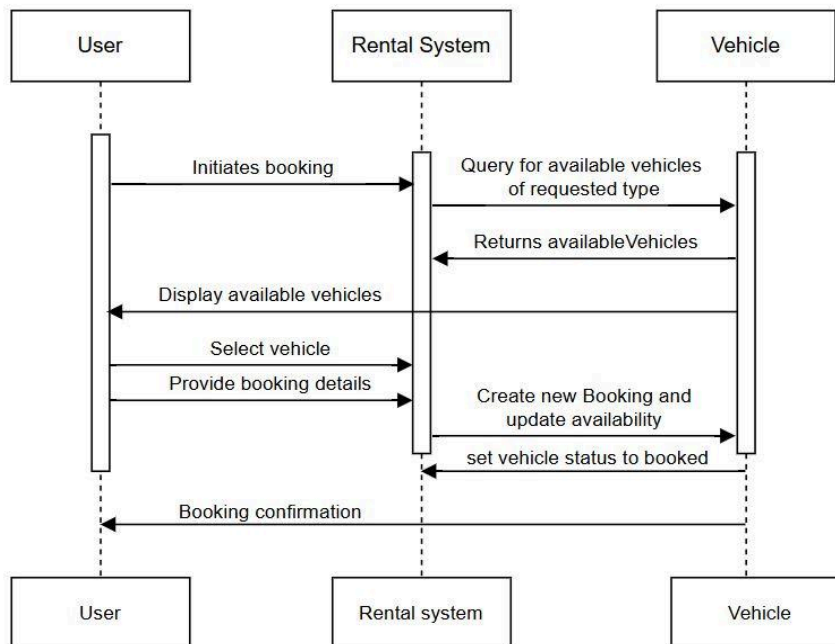 User
Rental System
Vehicle
Initiates booking
Query for available vehicles
of requested type
Returns availableVehicles
Display available vehicles
Select vehicle
Provide booking details
Create new Booking and
update availability
set vehicle status to booked
Booking confirmation
User
Rental system
Vehicle